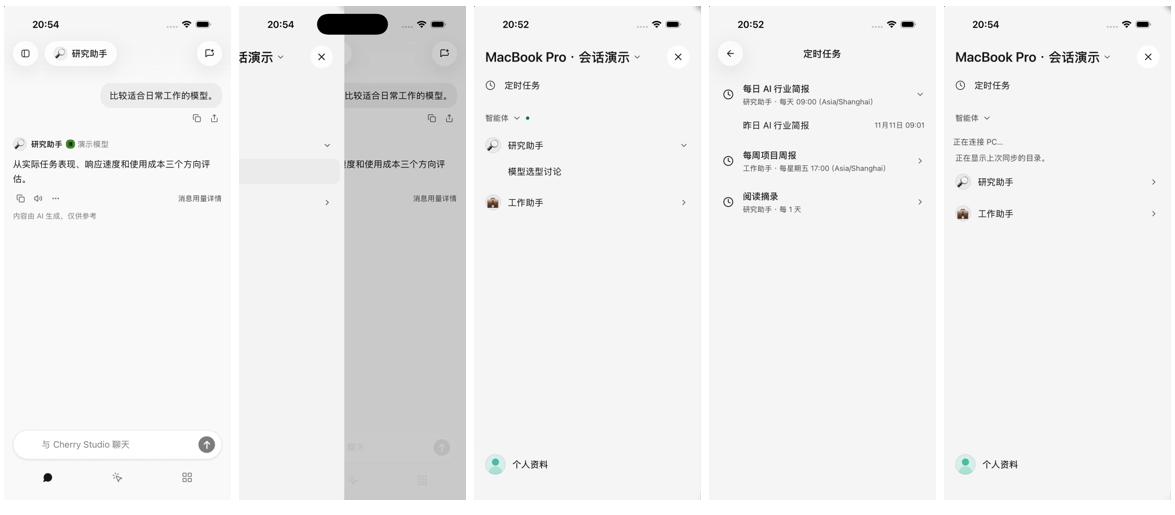 20:54
研究助手
比较适合日常工作的模型。
研究助手 演示模型
从实际任务表现、响应速度和使用成本三个方向评
估。
消息用量详情
内容由 AI 生成、仅供参考
与 Cherry Studio 聊天
20:54
话演示
比较适合日常工作的模型。
速度和使用成本三个方向评
消息用量详情
聊天
20:52
MacBook Pro · 会话演示
定时任务
智能体
研究助手
模型选型讨论
工作助手
个人资料
20:52
定时任务
每日 AI 行业简报
研究助手 · 每天 09:00 (Asia/Shanghai)
昨日 AI 行业简报 11月11日 09:01
每周项目周报
工作助手 · 每星期五 17:00 (Asia/Shanghai)
阅读摘录
研究助手 · 每 1 天
20:54
MacBook Pro · 会话演示
定时任务
智能体
正在连接 PC...
正在显示上次同步的目录。
研究助手
工作助手
个人资料